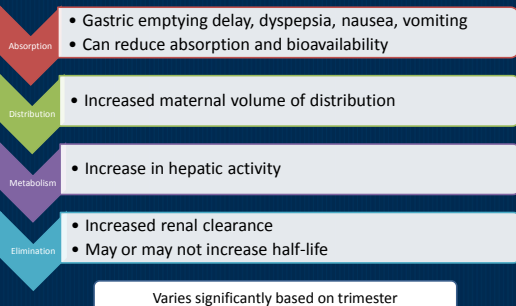 Absorption
• Gastric emptying delay, dyspepsia, nausea, vomiting
• Can reduce absorption and bioavailability
Distribution
• Increased maternal volume of distribution
Metabolism
• Increase in hepatic activity
Elimination
• Increased renal clearance
• May or may not increase half-life
Varies significantly based on trimester